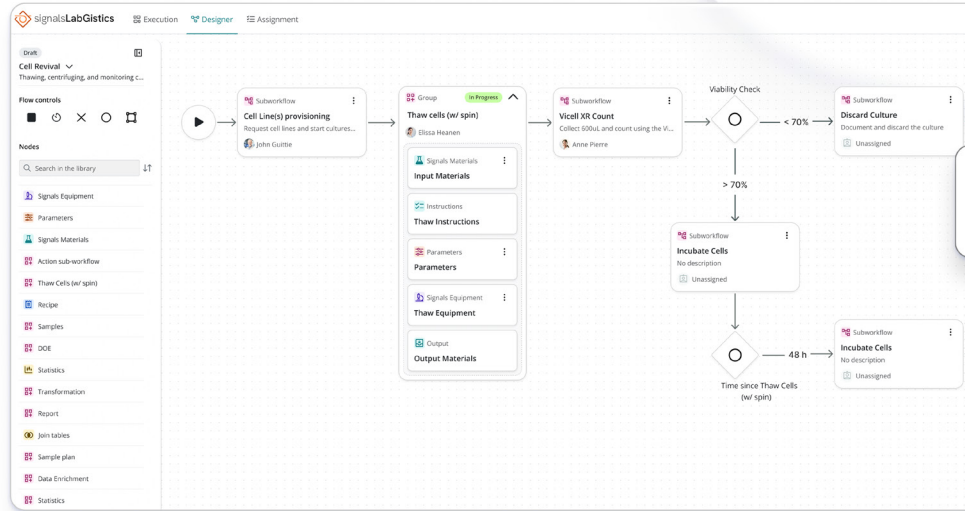 signalsLabGistics
Execution
Designer
Assignment
Draft
Cell Revival
Thawing, centrifuging, and monitoring c...
Flow controls
Nodes
Search in the library
Signals Equipment
Parameters
Signals Materials
Action sub-workflow
Thaw Cells (w/ spin)
Recipe
Samples
DOE
Statistics
Transformation
Report
Join tables
Sample plan
Data Enrichment
Statistics
Subworkflow
Cell Line(s) provisioning
Request cell lines and start cultures...
John Guittie
Group
In Progress
Thaw cells (w/ spin)
Elissa Heanen
Signals Materials
Input Materials
Instructions
Thaw Instructions
Parameters
Parameters
Signals Equipment
Thaw Equipment
Output
Output Materials
Subworkflow
Vicell XR Count
Collect 600uL and count using the Vi...
Anne Pierre
Viability Check
< 70%
> 70%
Subworkflow
Discard Culture
Document and discard the culture
Unassigned
Subworkflow
Incubate Cells
No description
Unassigned
Time since Thaw Cells
(w/ spin)
48 h
Subworkflow
Incubate Cells
No description
Unassigned